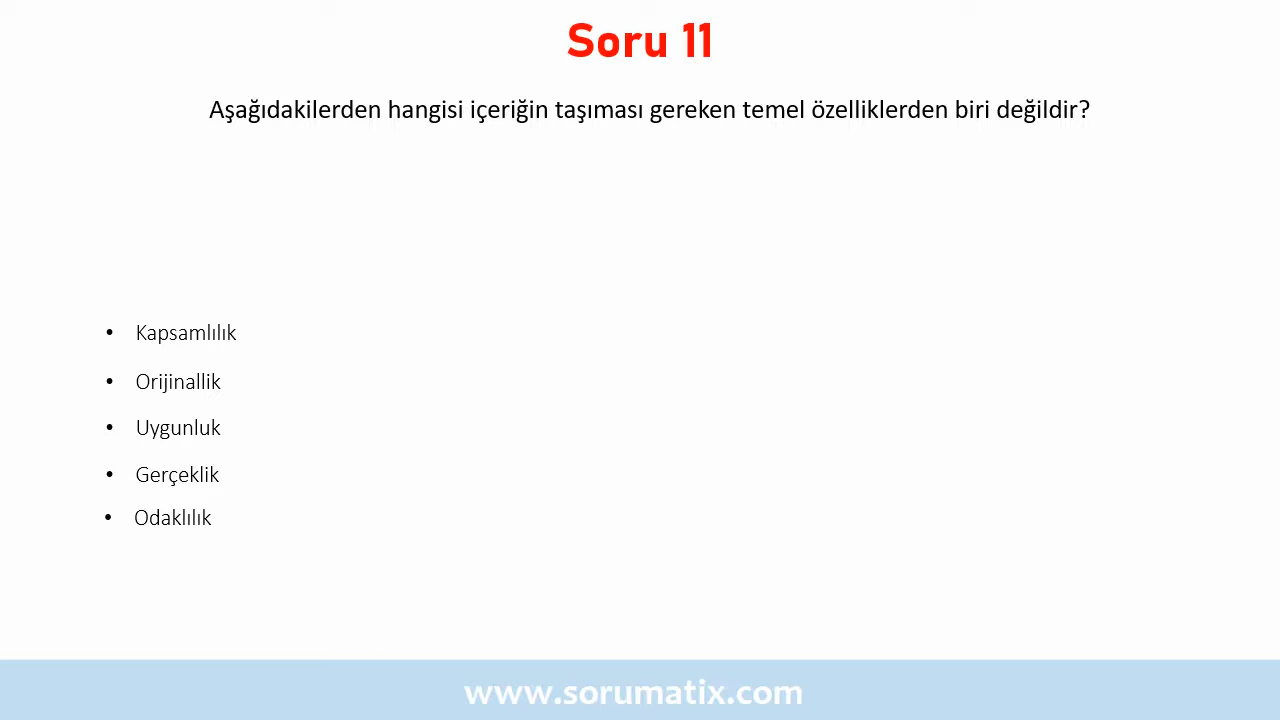 Soru 11
Aşağıdakilerden hangisi içeriğin taşıması gereken temel özelliklerden biri değildir?
• Kapsamlılık
• Orijinallik
• Uygunluk
• Gerçeklik
• Odaklılık
www.sorumatix.com